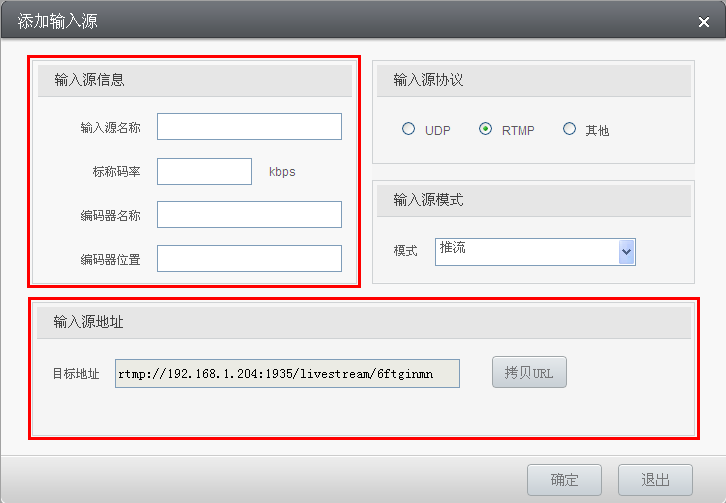 添加输入源
输入源信息
输入源名称
标称码率
kbps
编码器名称
编码器位置
输入源协议
UDP
RTMP
其他
输入源模式
模式
推流
输入源地址
目标地址
rtmp://192.168.1.204:1935/livestream/6ftginmn
拷贝URL
确定
退出